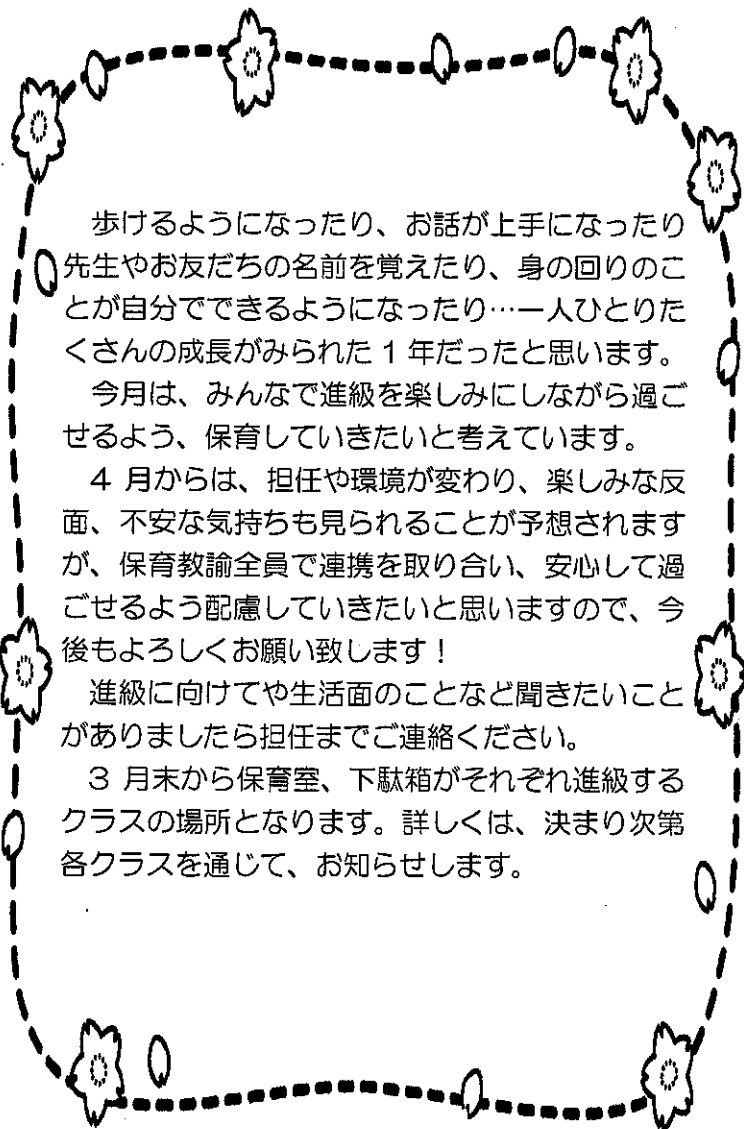 歩けるようになったり、お話が上手になったり
先生やお友だちの名前を覚えたり、身の回りのこ
とが自分でできるようになったり…一人ひとりた
くさんの成長がみられた 1 年だったと思います。
今月は、みんなで進級を楽しみにしながら過ご
せるよう、保育していきたいと考えています。
4 月からは、担任や環境が変わり、楽しみな反
面、不安な気持ちも見られることが予想されます
が、保育教諭全員で連携を取り合い、安心して過
ごせるよう配慮していきたいと思いますので、今
後もよろしくお願い致します！
進級に向けてや生活面のことなど聞きたいこと
がありましたら担任までご連絡ください。
3 月末から保育室、下駄箱がそれぞれ進級する
クラスの場所となります。詳しくは、決まり次第
各クラスを通じて、お知らせします。